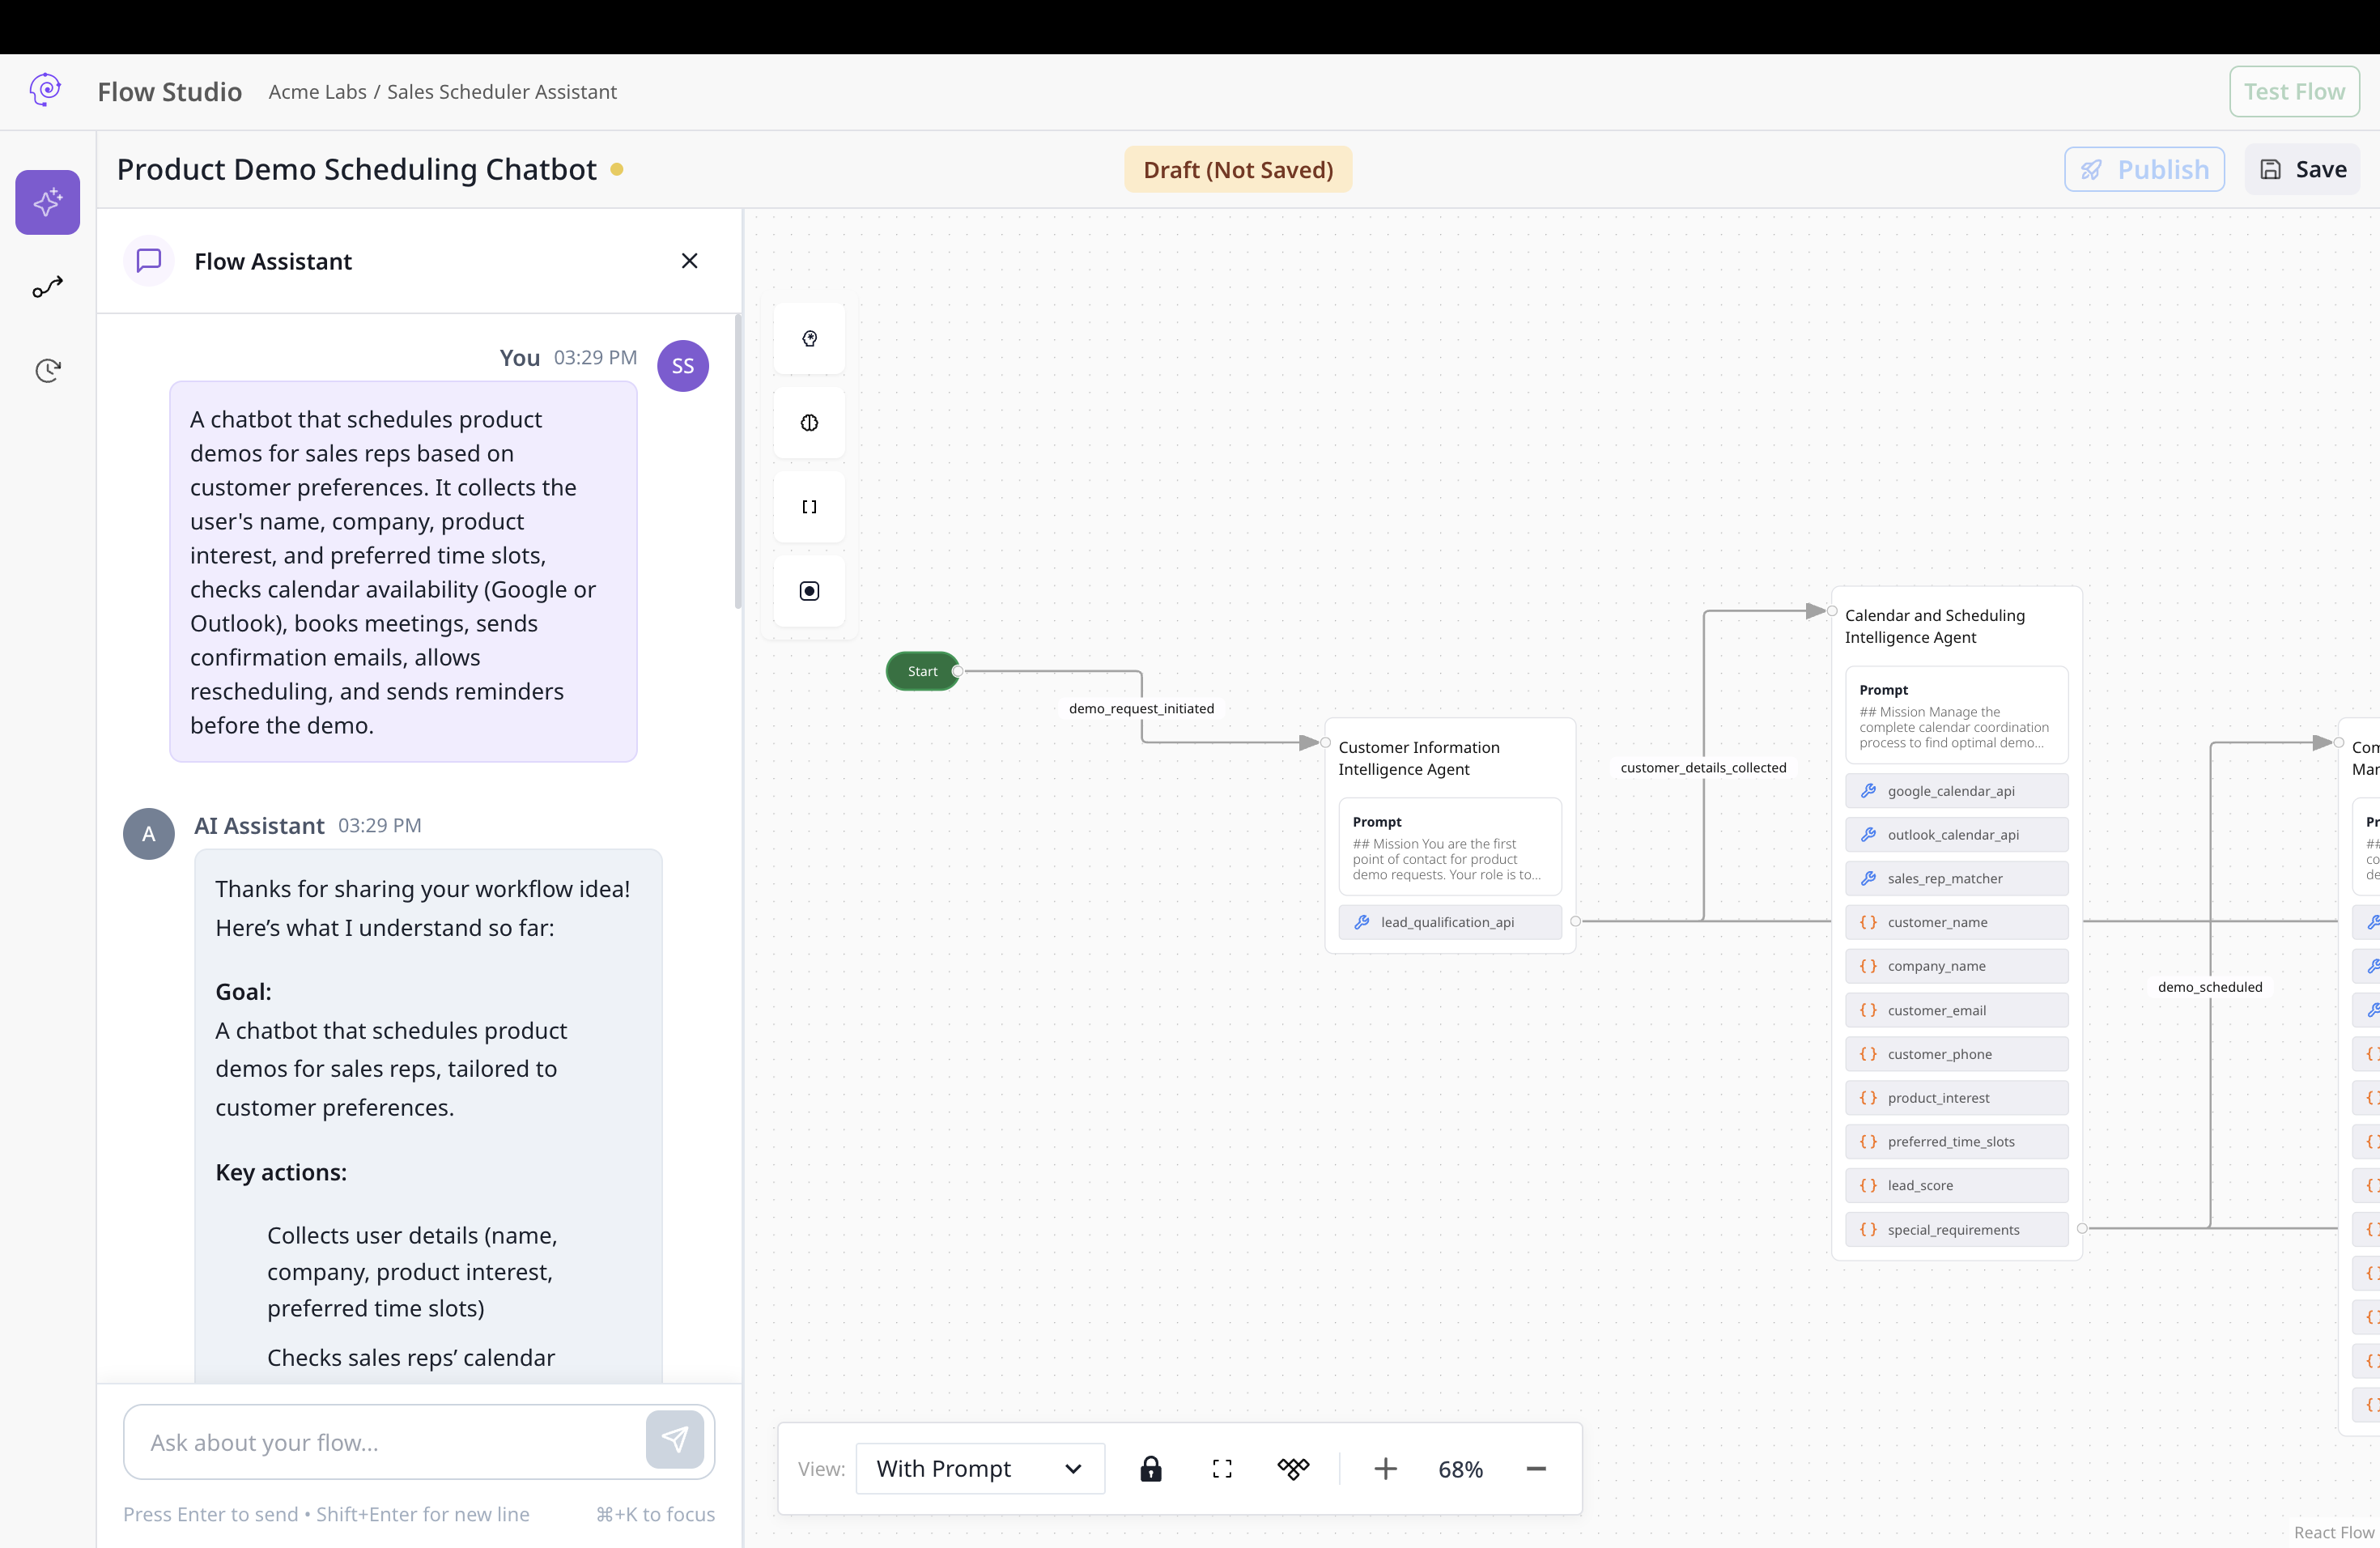 Flow Studio
Acme Labs / Sales Scheduler Assistant
Test Flow
Product Demo Scheduling Chatbot
Draft (Not Saved)
Publish
Save
Flow Assistant
You 03:29 PM
SS
A chatbot that schedules product
demos for sales reps based on
customer preferences. It collects the
user's name, company, product
interest, and preferred time slots,
checks calendar availability (Google or
Outlook), books meetings, sends
confirmation emails, allows
rescheduling, and sends reminders
before the demo.
A
AI Assistant 03:29 PM
Thanks for sharing your workflow idea!
Here’s what I understand so far:
Goal:
A chatbot that schedules product
demos for sales reps, tailored to
customer preferences.
Key actions:
Collects user details (name,
company, product interest,
preferred time slots)
Checks sales reps’ calendar
Ask about your flow...
Press Enter to send • Shift+Enter for new line
⌘+K to focus
Start
demo_request_initiated
Customer Information
Intelligence Agent
Prompt
## Mission You are the first
point of contact for product
demo requests. Your role is to...
lead_qualification_api
customer_details_collected
Calendar and Scheduling
Intelligence Agent
Prompt
## Mission Manage the
complete calendar coordination
process to find optimal demo...
google_calendar_api
outlook_calendar_api
sales_rep_matcher
customer_name
company_name
customer_email
customer_phone
product_interest
preferred_time_slots
lead_score
special_requirements
demo_scheduled
View:
With Prompt
68%
React Flow